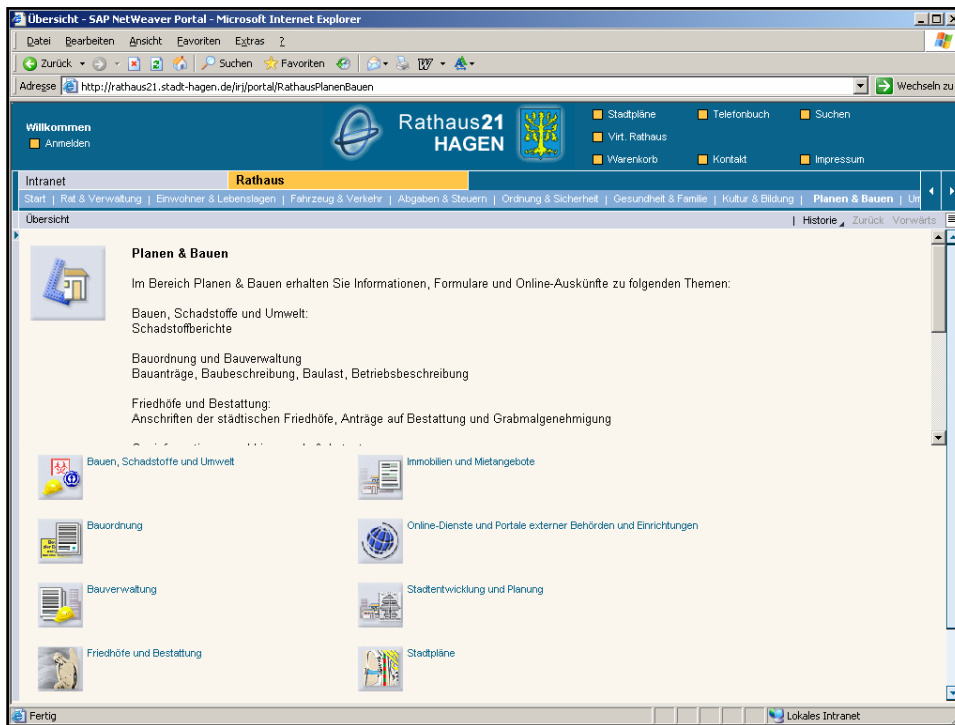 Übersicht - SAP NetWeaver Portal - Microsoft Internet Explorer
Datei Bearbeiten Ansicht Favoriten Extras ?
Zurück Suchen Favoriten
Adresse http://rathaus21.stadt-hagen.de/irj/portal/RathausPlanenBauen Wechseln zu
Willkommen
Anmelden
Rathaus21
HAGEN
Stadtpläne Telefonbuch Suchen
Virt. Rathaus
Warenkorb Kontakt Impressum
Intranet Rathaus
Start | Rat & Verwaltung | Einwohner & Lebenslagen | Fahrzeug & Verkehr | Abgaben & Steuern | Ordnung & Sicherheit | Gesundheit & Familie | Kultur & Bildung | Planen & Bauen |
Übersicht | Historie Zurück Vorwärts
Planen & Bauen
Im Bereich Planen & Bauen erhalten Sie Informationen, Formulare und Online-Auskünfte zu folgenden Themen:
Bauen, Schadstoffe und Umwelt:
Schadstoffberichte
Bauordnung und Bauverwaltung
Bauanträge, Baubeschreibung, Baulast, Betriebsbeschreibung
Friedhöfe und Bestattung:
Anschriften der städtischen Friedhöfe, Anträge auf Bestattung und Grabmalgenehmigung
Bauen, Schadstoffe und Umwelt Immobilien und Mietangebote
Bauordnung Online-Dienste und Portale externer Behörden und Einrichtungen
Bauverwaltung Stadtentwicklung und Planung
Friedhöfe und Bestattung Stadtpläne
Fertig Lokales Intranet